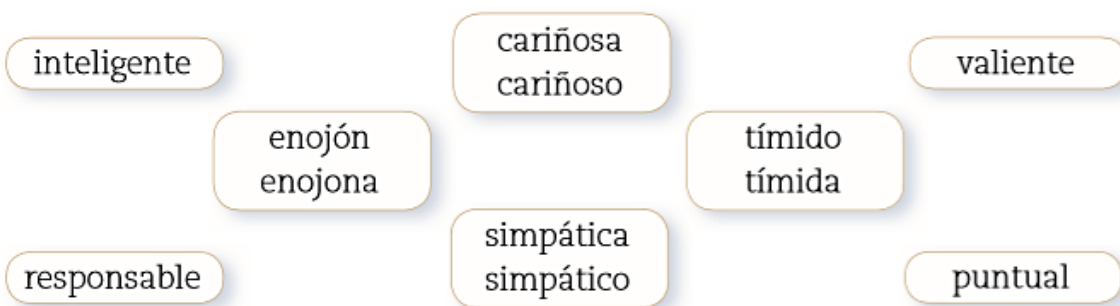 inteligente
cariñosa
cariñoso
valiente
enojón
enojona
tímido
tímida
responsable
simpática
simpático
puntual